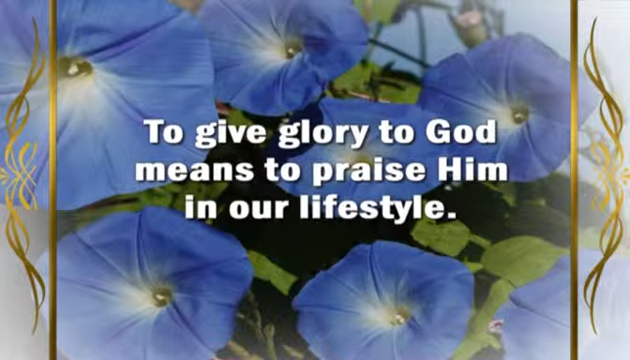 To give glory to God
means to praise Him
in our lifestyle.